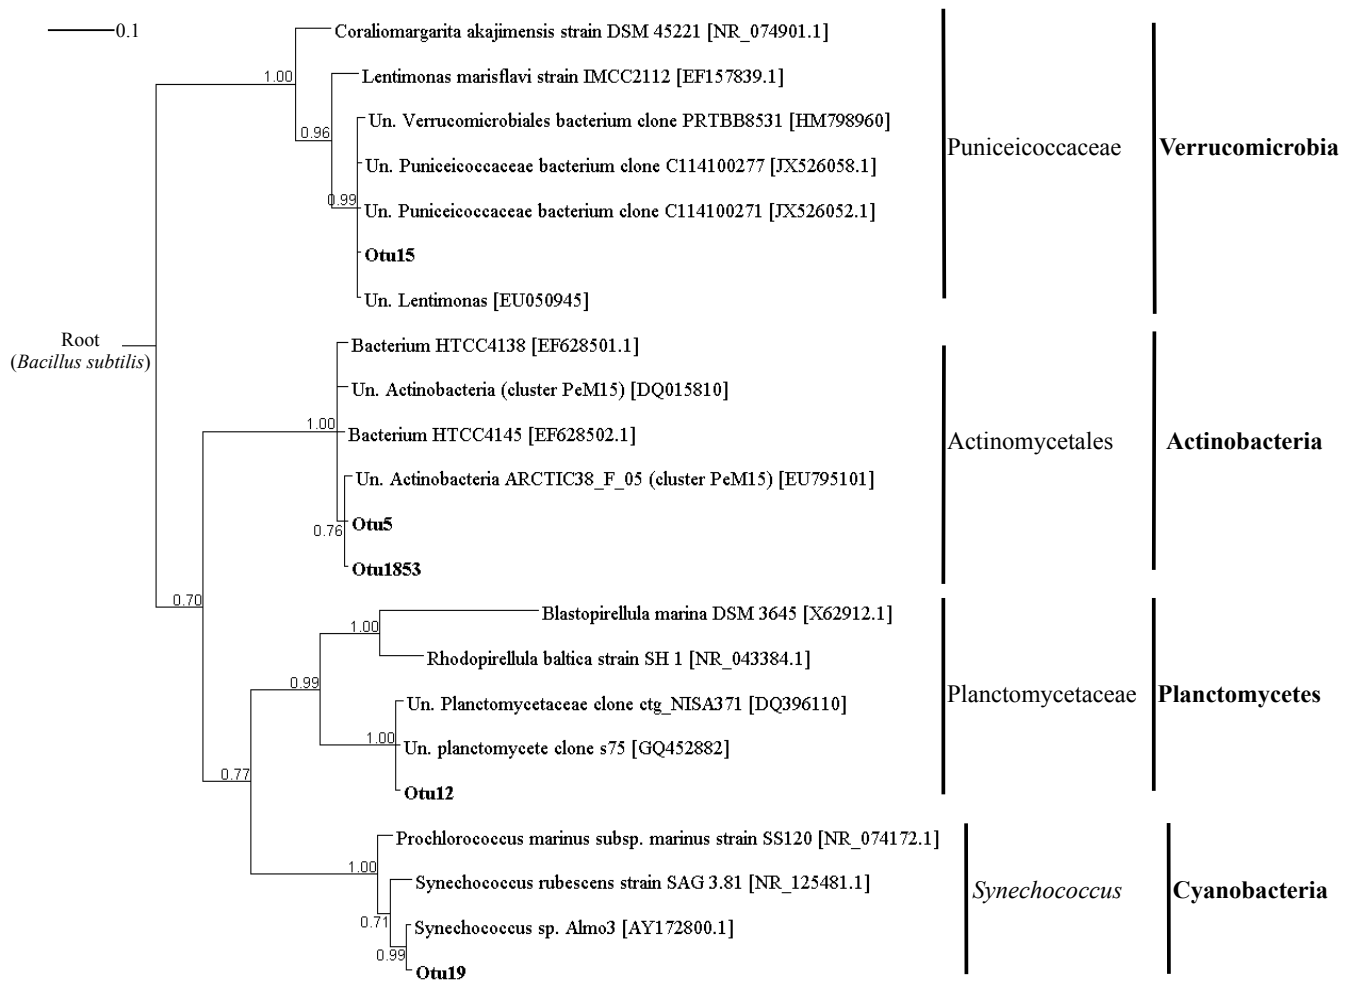 0.1
Coraliomargarita akajimensis strain DSM 45221 [NR_074901.1]
1.00
Lentimonas marisflavi strain IMCC2112 [EF157839.1]
0.96
Un. Verrucomicrobiales bacterium clone PRTBB8531 [HM798960]
Puniceicoccaceae
Verrucomicrobia
Un. Puniceicoccaceae bacterium clone C114100277 [JX526058.1]
0.99
Un. Puniceicoccaceae bacterium clone C114100271 [JX526052.1]
Otu15
Un. Lentimonas [EU050945]
Root
(Bacillus subtilis)
Bacterium HTCC4138 [EF628501.1]
Un. Actinobacteria (cluster PeM15) [DQ015810]
1.00
Bacterium HTCC4145 [EF628502.1]
Actinomycetales
Actinobacteria
Un. Actinobacteria ARCTIC38_F_05 (cluster PeM15) [EU795101]
Otu5
0.76
Otu1853
0.70
Blastopirellula marina DSM 3645 [X62912.1]
1.00
Rhodopirellula baltica strain SH 1 [NR_043384.1]
0.99
Un. Planctomycetaceae clone ctg_NISA371 [DQ396110]
Planctomycetaceae
Planctomycetes
1.00
Un. planctomycete clone s75 [GQ452882]
0.77
Otu12
Prochlorococcus marinus subsp. marinus strain SS120 [NR_074172.1]
1.00
Synechococcus rubescens strain SAG 3.81 [NR_125481.1]
Synechococcus
Cyanobacteria
0.71
Synechococcus sp. Almo3 [AY172800.1]
0.99
Otu19